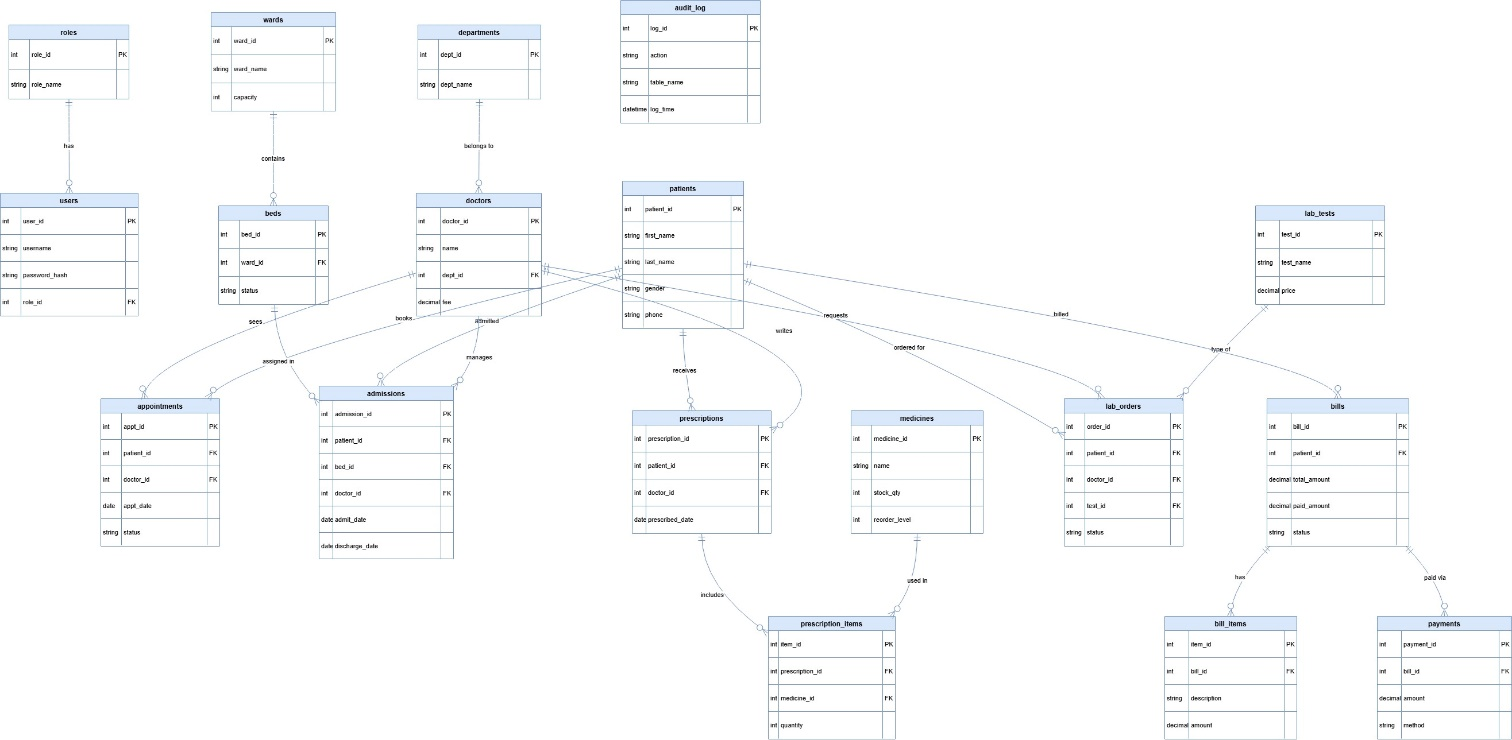 audit_log
int log_id PK
string action
string table_name
datetime log_time
wards
int ward_id PK
string ward_name
int capacity
roles
int role_id PK
string role_name
departments
int dept_id PK
string dept_name
has
contains
belongs to
users
int user_id PK
string username
string password_hash
int role_id FK
beds
int bed_id PK
int ward_id FK
string status
doctors
int doctor_id PK
string name
int dept_id FK
decimal fee
patients
int patient_id PK
string first_name
string last_name
string gender
string phone
lab_tests
int test_id PK
string test_name
decimal price
sees
books
admitted
assigned in
manages
receives
writes
requests
ordered for
billed
type of
appointments
int appt_id PK
int patient_id FK
int doctor_id FK
date appt_date
string status
admissions
int admission_id PK
int patient_id FK
int bed_id FK
int doctor_id FK
date admit_date
date discharge_date
prescriptions
int prescription_id PK
int patient_id FK
int doctor_id FK
date prescribed_date
medicines
int medicine_id PK
string name
int stock_qty
int reorder_level
lab_orders
int order_id PK
int patient_id FK
int doctor_id FK
int test_id FK
string status
bills
int bill_id PK
int patient_id FK
decimal total_amount
decimal paid_amount
string status
includes
used in
has
paid via
prescription_items
int item_id PK
int prescription_id FK
int medicine_id FK
int quantity
bill_items
int item_id PK
int bill_id FK
string description
decimal amount
payments
int payment_id PK
int bill_id FK
decimal amount
string method